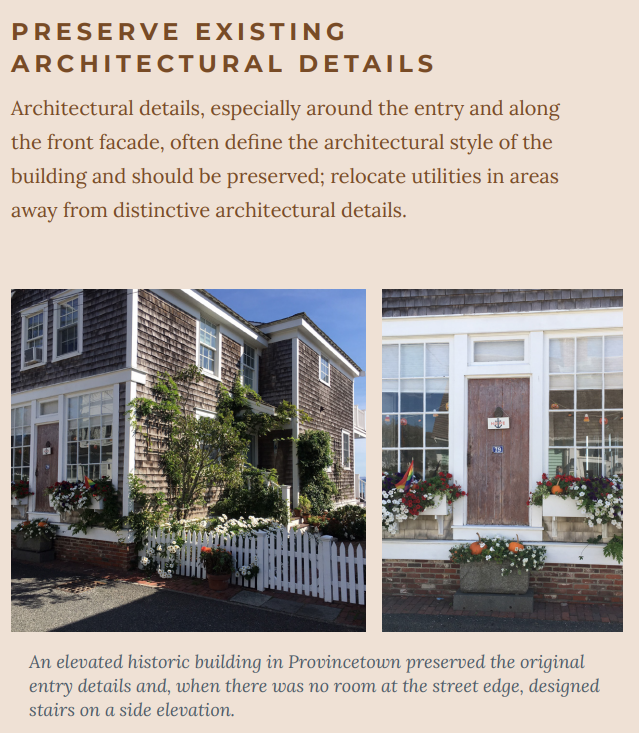 PRESERVE EXISTING
ARCHITECTURAL DETAILS
Architectural details, especially around the entry and along
the front facade, often define the architectural style of the
building and should be preserved; relocate utilities in areas
away from distinctive architectural details.
An elevated historic building in Provincetown preserved the original
entry details and, when there was no room at the street edge, designed
stairs on a side elevation.